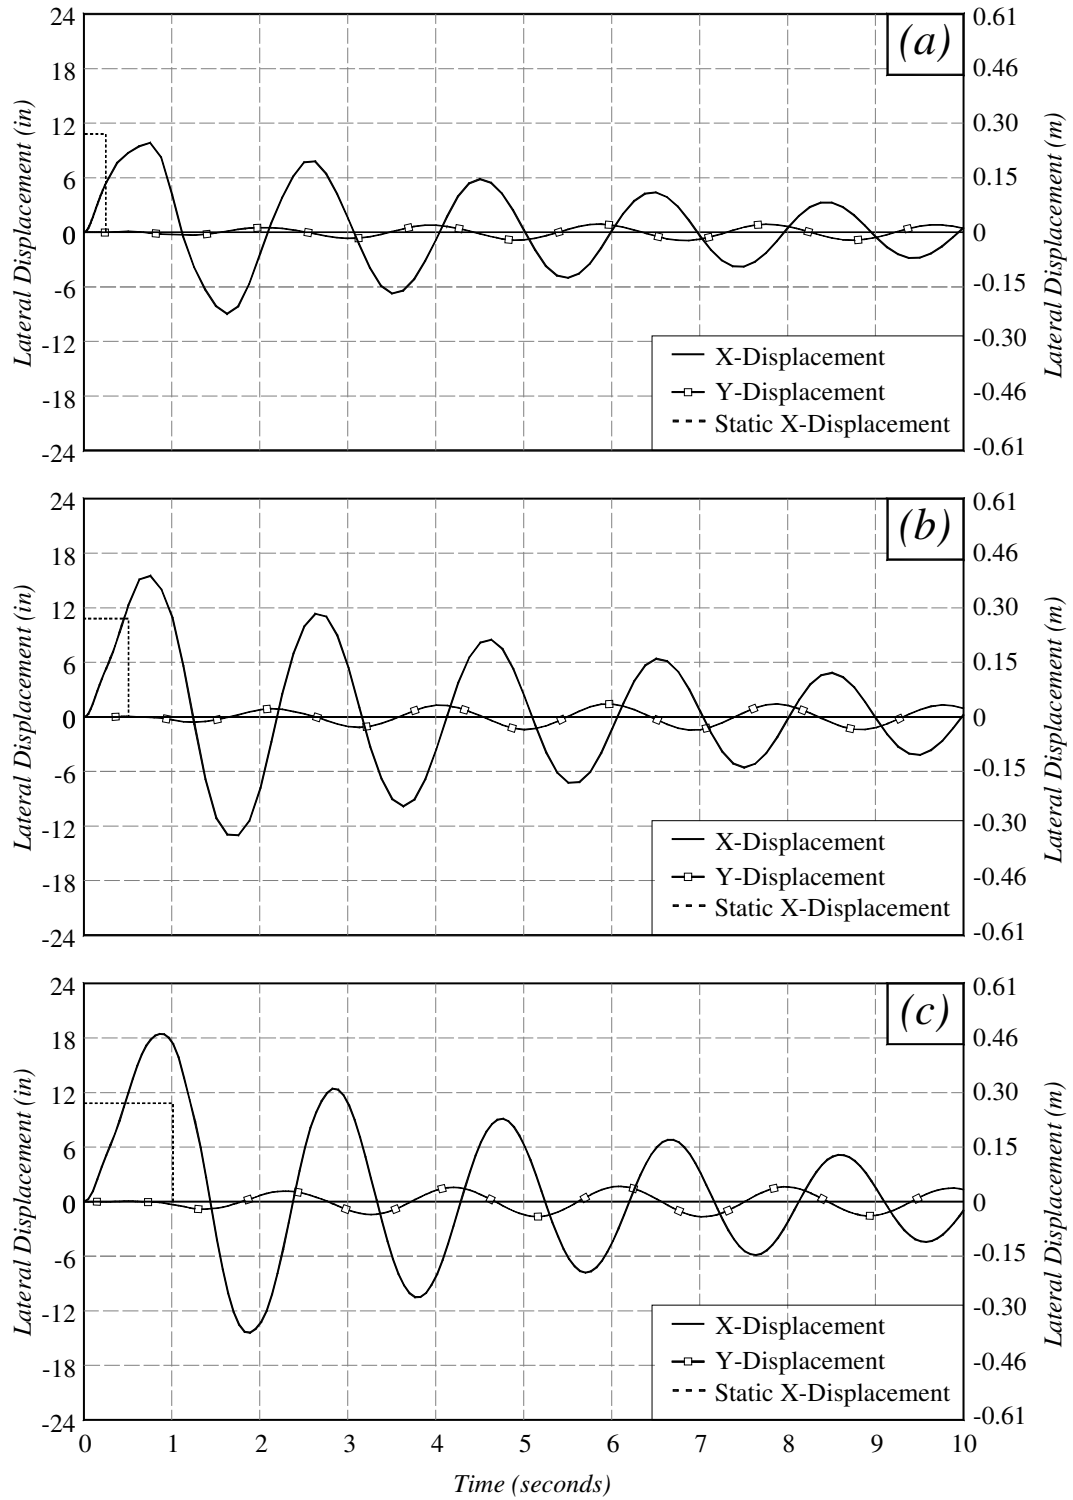 (a)
24
18
12
6
0
-6
-12
-18
-24
Lateral Displacement (in)
0.61
0.46
0.30
0.15
0
-0.15
-0.30
-0.46
-0.61
Lateral Displacement (m)
X-Displacement
Y-Displacement
Static X-Displacement
(b)
24
18
12
6
0
-6
-12
-18
-24
Lateral Displacement (in)
0.61
0.46
0.30
0.15
0
-0.15
-0.30
-0.46
-0.61
Lateral Displacement (m)
X-Displacement
Y-Displacement
Static X-Displacement
(c)
24
18
12
6
0
-6
-12
-18
-24
Lateral Displacement (in)
0.61
0.46
0.30
0.15
0
-0.15
-0.30
-0.46
-0.61
Lateral Displacement (m)
X-Displacement
Y-Displacement
Static X-Displacement
0 1 2 3 4 5 6 7 8 9 10
Time (seconds)